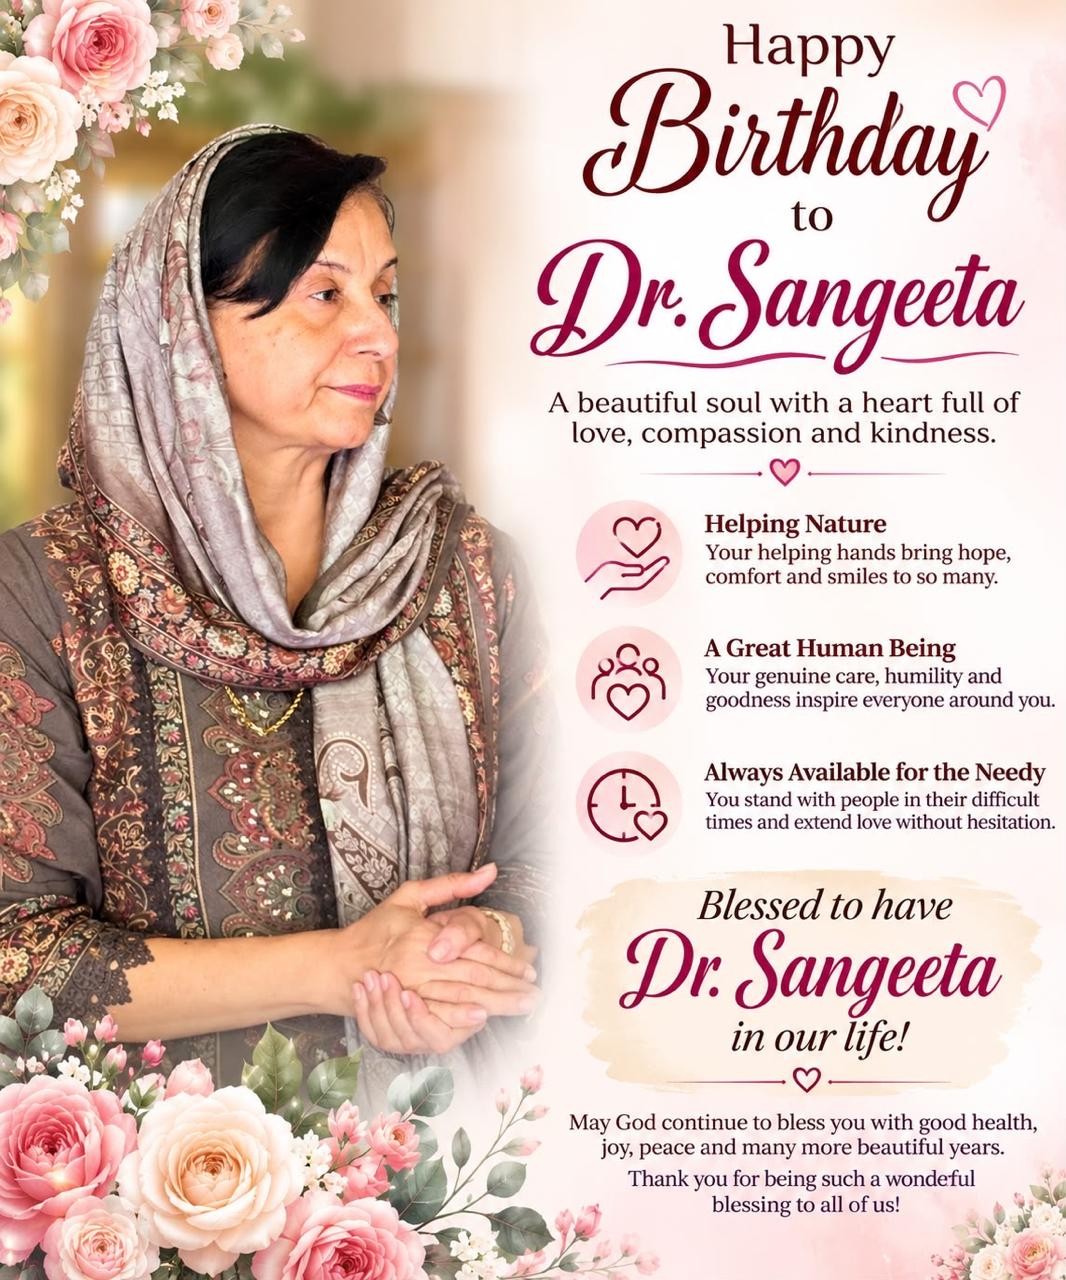 Happy
Birthday
to
Dr. Sangeeta
A beautiful soul with a heart full of
love, compassion and kindness.
Helping Nature
Your helping hands bring hope,
comfort and smiles to so many.
A Great Human Being
Your genuine care, humility and
goodness inspire everyone around you.
Always Available for the Needy
You stand with people in their difficult
times and extend love without hesitation.
Blessed to have
Dr. Sangeeta
in our life!
May God continue to bless you with good health,
joy, peace and many more beautiful years.
Thank you for being such a wonderful
blessing to all of us!